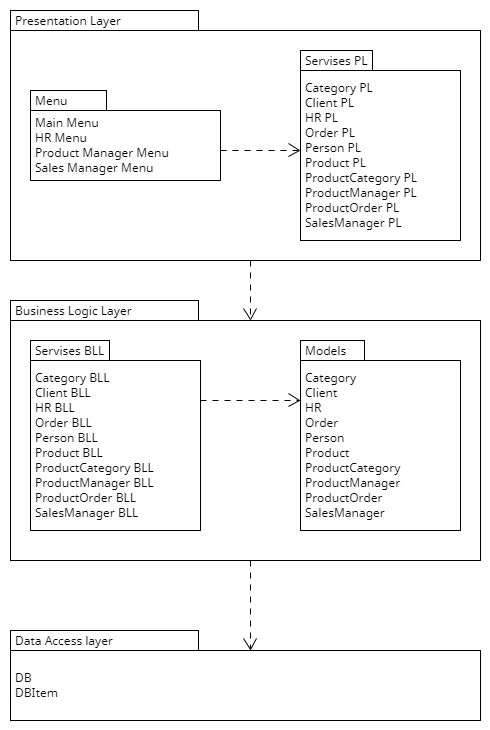 Presentation Layer
Menu
Main Menu
HR Menu
Product Manager Menu
Sales Manager Menu
Servises PL
Category PL
Client PL
HR PL
Order PL
Person PL
Product PL
ProductCategory PL
ProductManager PL
ProductOrder PL
SalesManager PL
Business Logic Layer
Servises BLL
Category BLL
Client BLL
HR BLL
Order BLL
Person BLL
Product BLL
ProductCategory BLL
ProductManager BLL
ProductOrder BLL
SalesManager BLL
Models
Category
Client
HR
Order
Person
Product
ProductCategory
ProductManager
ProductOrder
SalesManager
Data Access layer
DB
DBItem